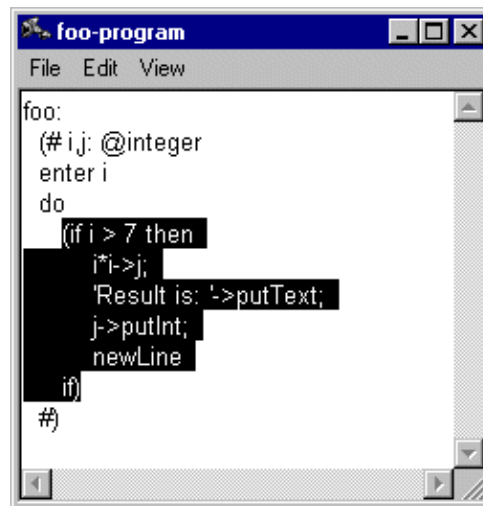 foo-program
File Edit View
foo:
(# i,j: @integer
enter i
do
(if i > 7 then
i*i->j;
'Result is: '->putText;
j->putInt;
newLine
if)
#)